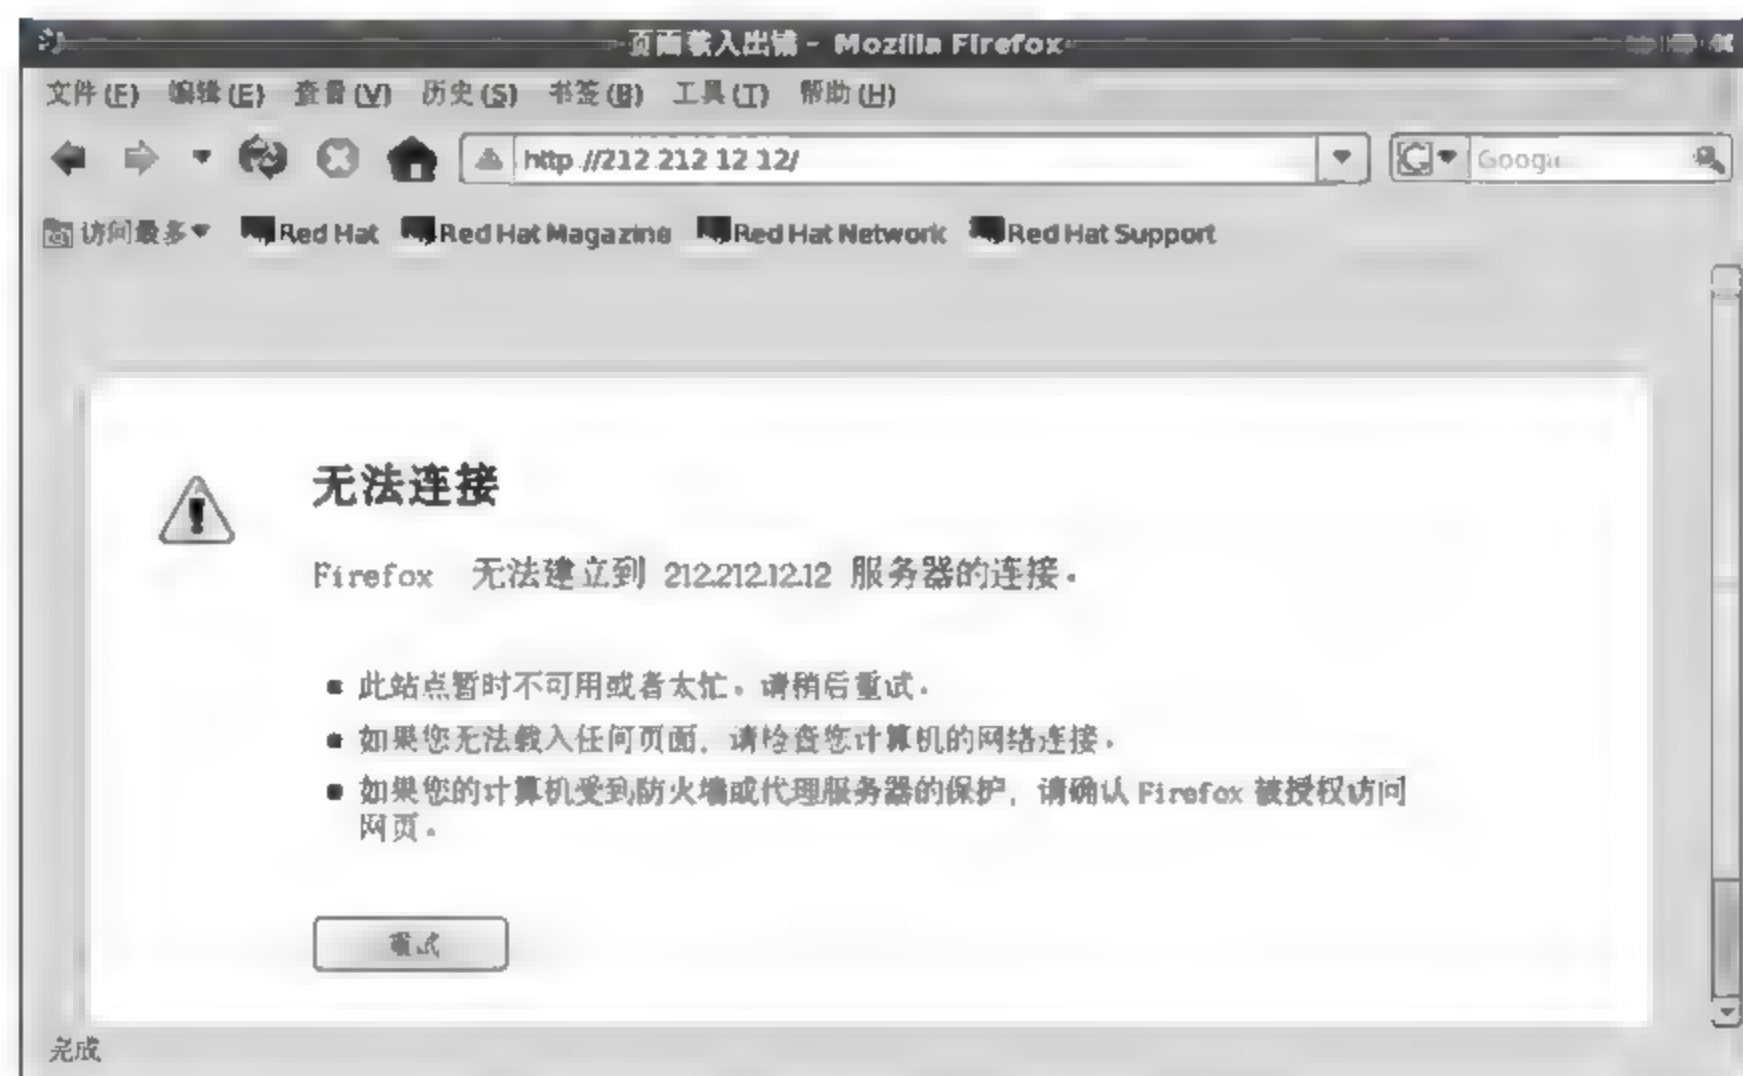 页面载入出错 - Mozilla Firefox
文件(F) 编辑(E) 查看(V) 历史(S) 书签(B) 工具(T) 帮助(H)
http://212.212.12.12/ Google
访问最多 Red Hat Red Hat Magazine Red Hat Network Red Hat Support
无法连接
Firefox 无法建立到 212.212.12.12 服务器的连接。
此站点暂时不可用或者太忙。请稍后重试。
如果您无法载入任何页面，请检查您计算机的网络连接。
如果您的计算机受到防火墙或代理服务器的保护，请确认 Firefox 被授权访问
网页。
重试
完成